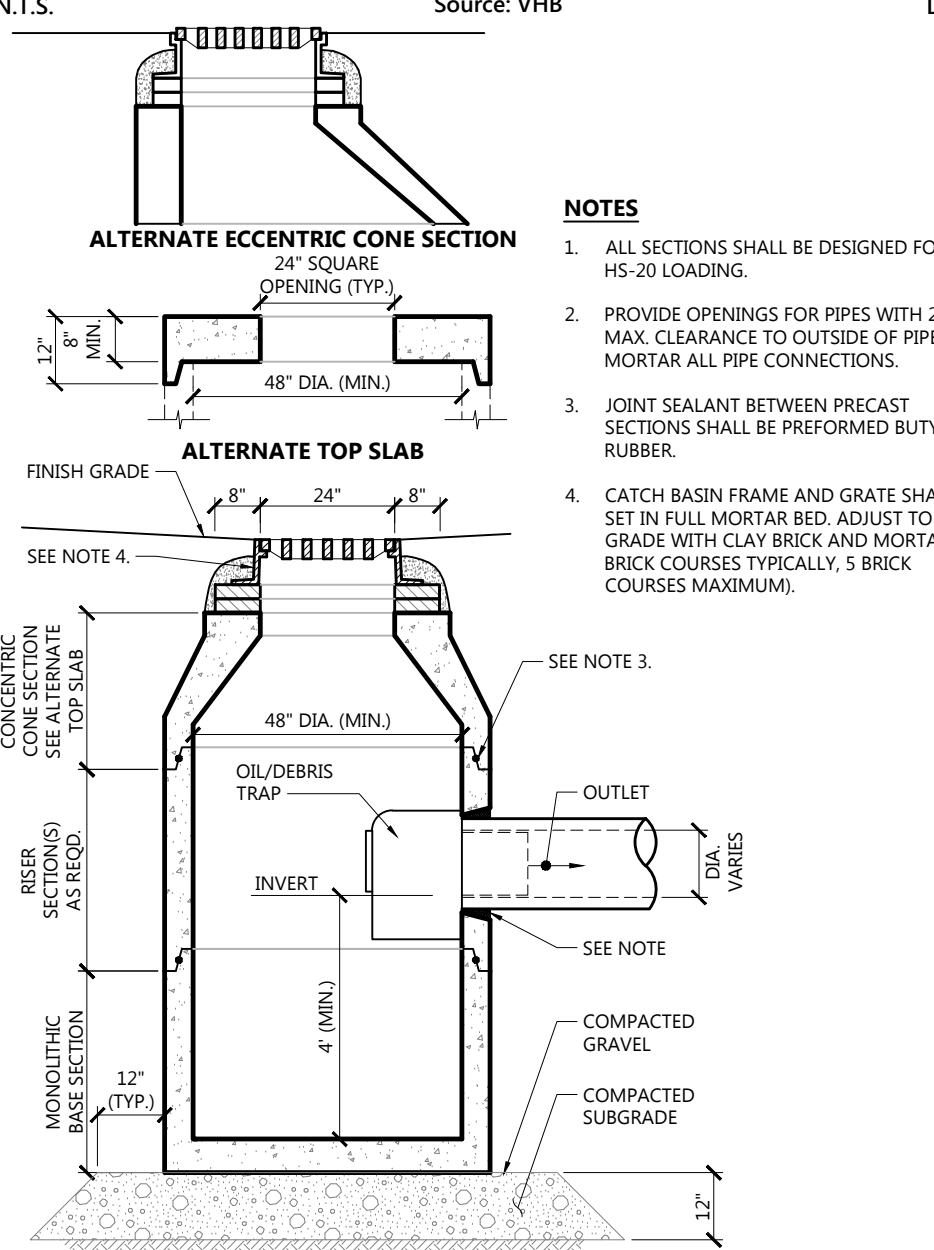 N.T.S.
Source: VHB
ALTERNATE ECCENTRIC CONE SECTION
24" SQUARE
OPENING (TYP.)
12"
8"
MIN.
48" DIA. (MIN.)
ALTERNATE TOP SLAB
NOTES
1. ALL SECTIONS SHALL BE DESIGNED
HS-20 LOADING.
2. PROVIDE OPENINGS FOR PIPES WITH
MAX. CLEARANCE TO OUTSIDE OF PIPE
MORTAR ALL PIPE CONNECTIONS.
3. JOINT SEALANT BETWEEN PRECAST
SECTIONS SHALL BE PREFORMED
RUBBER.
4. CATCH BASIN FRAME AND GRATE
SET IN FULL MORTAR BED. ADJUST TO
GRADE WITH CLAY BRICK AND
BRICK COURSES TYPICALLY, 5 BRICK
COURSES MAXIMUM).
FINISH GRADE
8"
24"
8"
SEE NOTE 4.
CONCENTRIC
CONE SECTION
SEE ALTERNATE
TOP SLAB
SEE NOTE 3.
48" DIA. (MIN.)
OIL/DEBRIS
TRAP
OUTLET
RISER
SECTION(S)
AS REQD.
INVERT
DIA.
VARIES
SEE NOTE
4' (MIN.)
MONOLITHIC
BASE SECTION
12"
(TYP.)
COMPACTED
GRAVEL
COMPACTED
SUBGRADE
12"